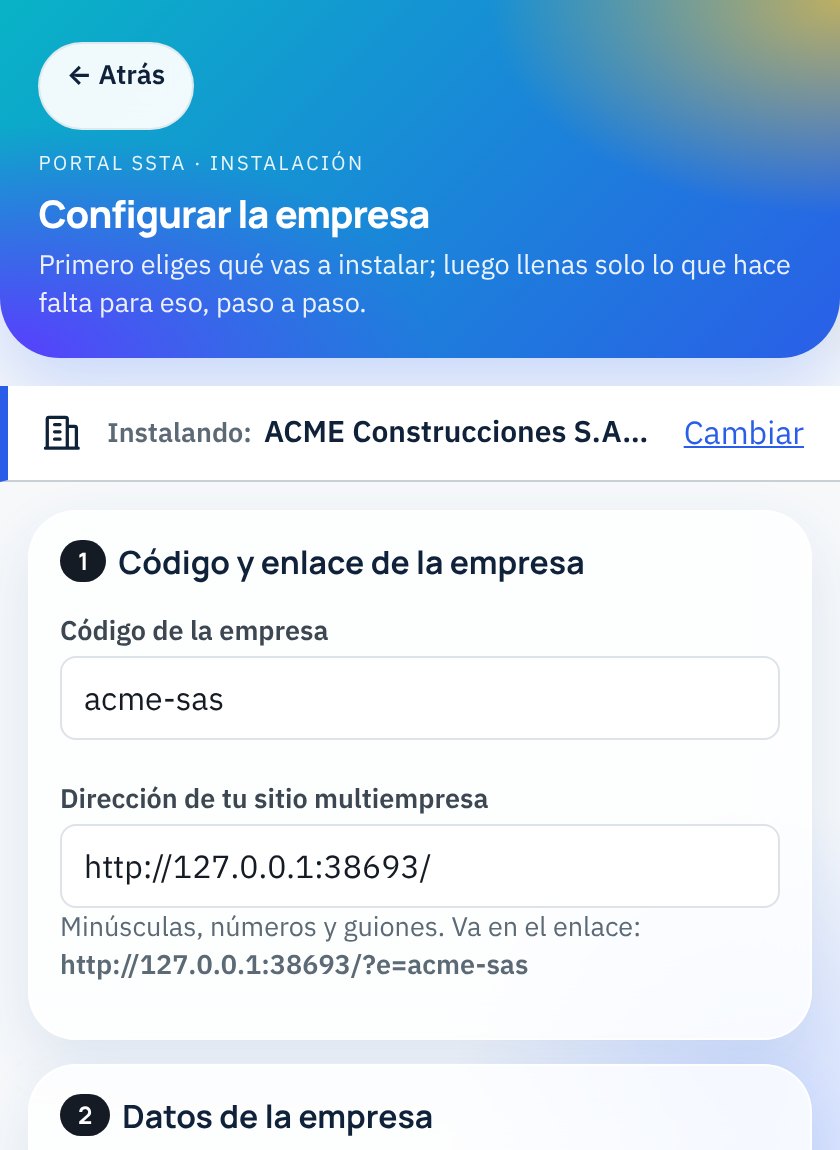 ← Atrás
PORTAL SSTA · INSTALACIÓN
Configurar la empresa
Primero eliges qué vas a instalar; luego llenas solo lo que hace
falta para eso, paso a paso.
Instalando: ACME Construcciones S.A... Cambiar
1 Código y enlace de la empresa
Código de la empresa
acme-sas
Dirección de tu sitio multiempresa
http://127.0.0.1:38693/
Minúsculas, números y guiones. Va en el enlace:
http://127.0.0.1:38693/?e=acme-sas
2 Datos de la empresa